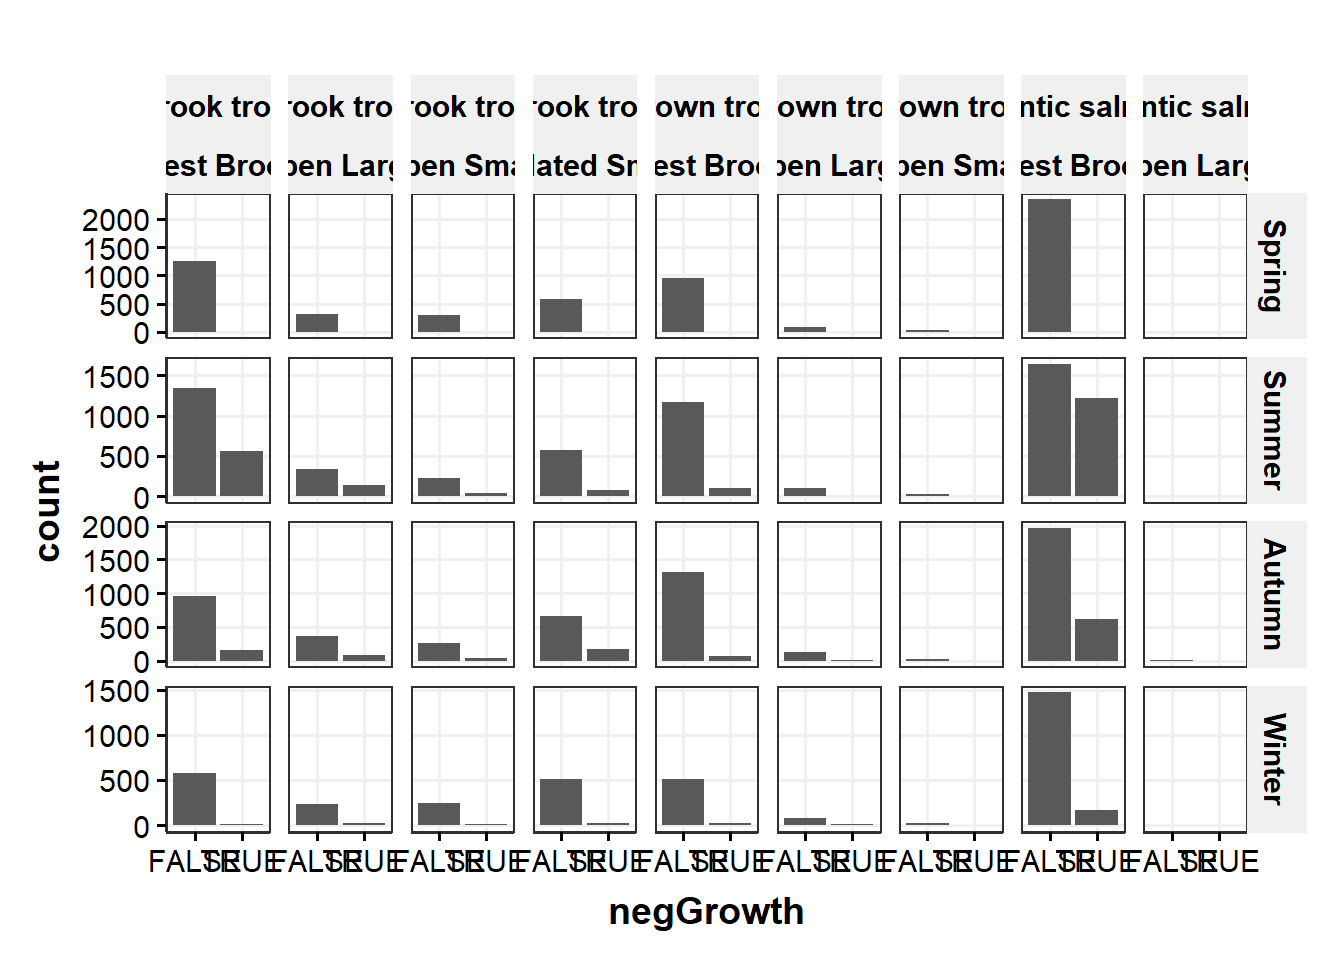 rook tro rook tro rook tro rook tro own tro own tro own tro ntic saln ntic saln
est Broo pen Larg pen Sma lated Sm est Broo pen Larg pen Sma est Broo pen Larg
2000
1500
1000
500
0
Spring
1500
1000
500
0
Summer
2000
1500
1000
500
0
Autumn
1500
1000
500
0
Winter
count
FALSE TRUE FALSE TRUE FALSE TRUE FALSE TRUE FALSE TRUE FALSE TRUE FALSE TRUE FALSE TRUE FALSE TRUE
negGrowth